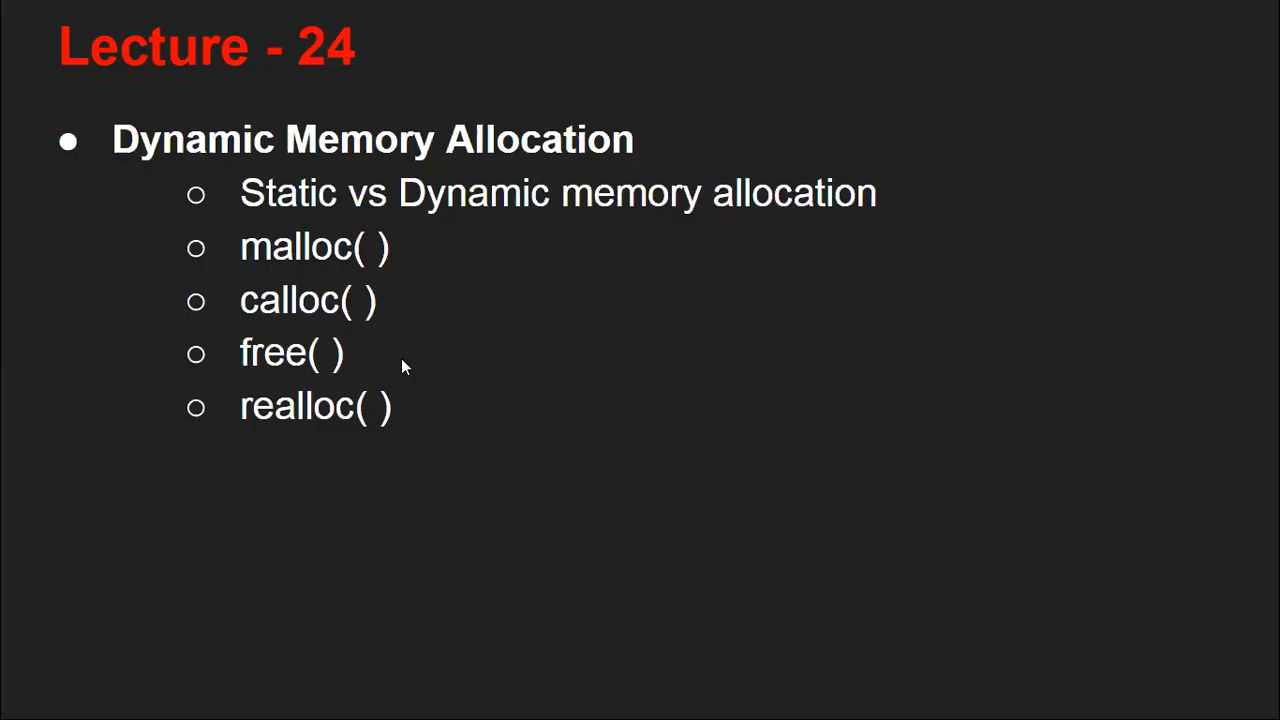 Lecture - 24
● Dynamic Memory Allocation
○ Static vs Dynamic memory allocation
○ malloc( )
○ calloc( )
○ free( )
○ realloc( )